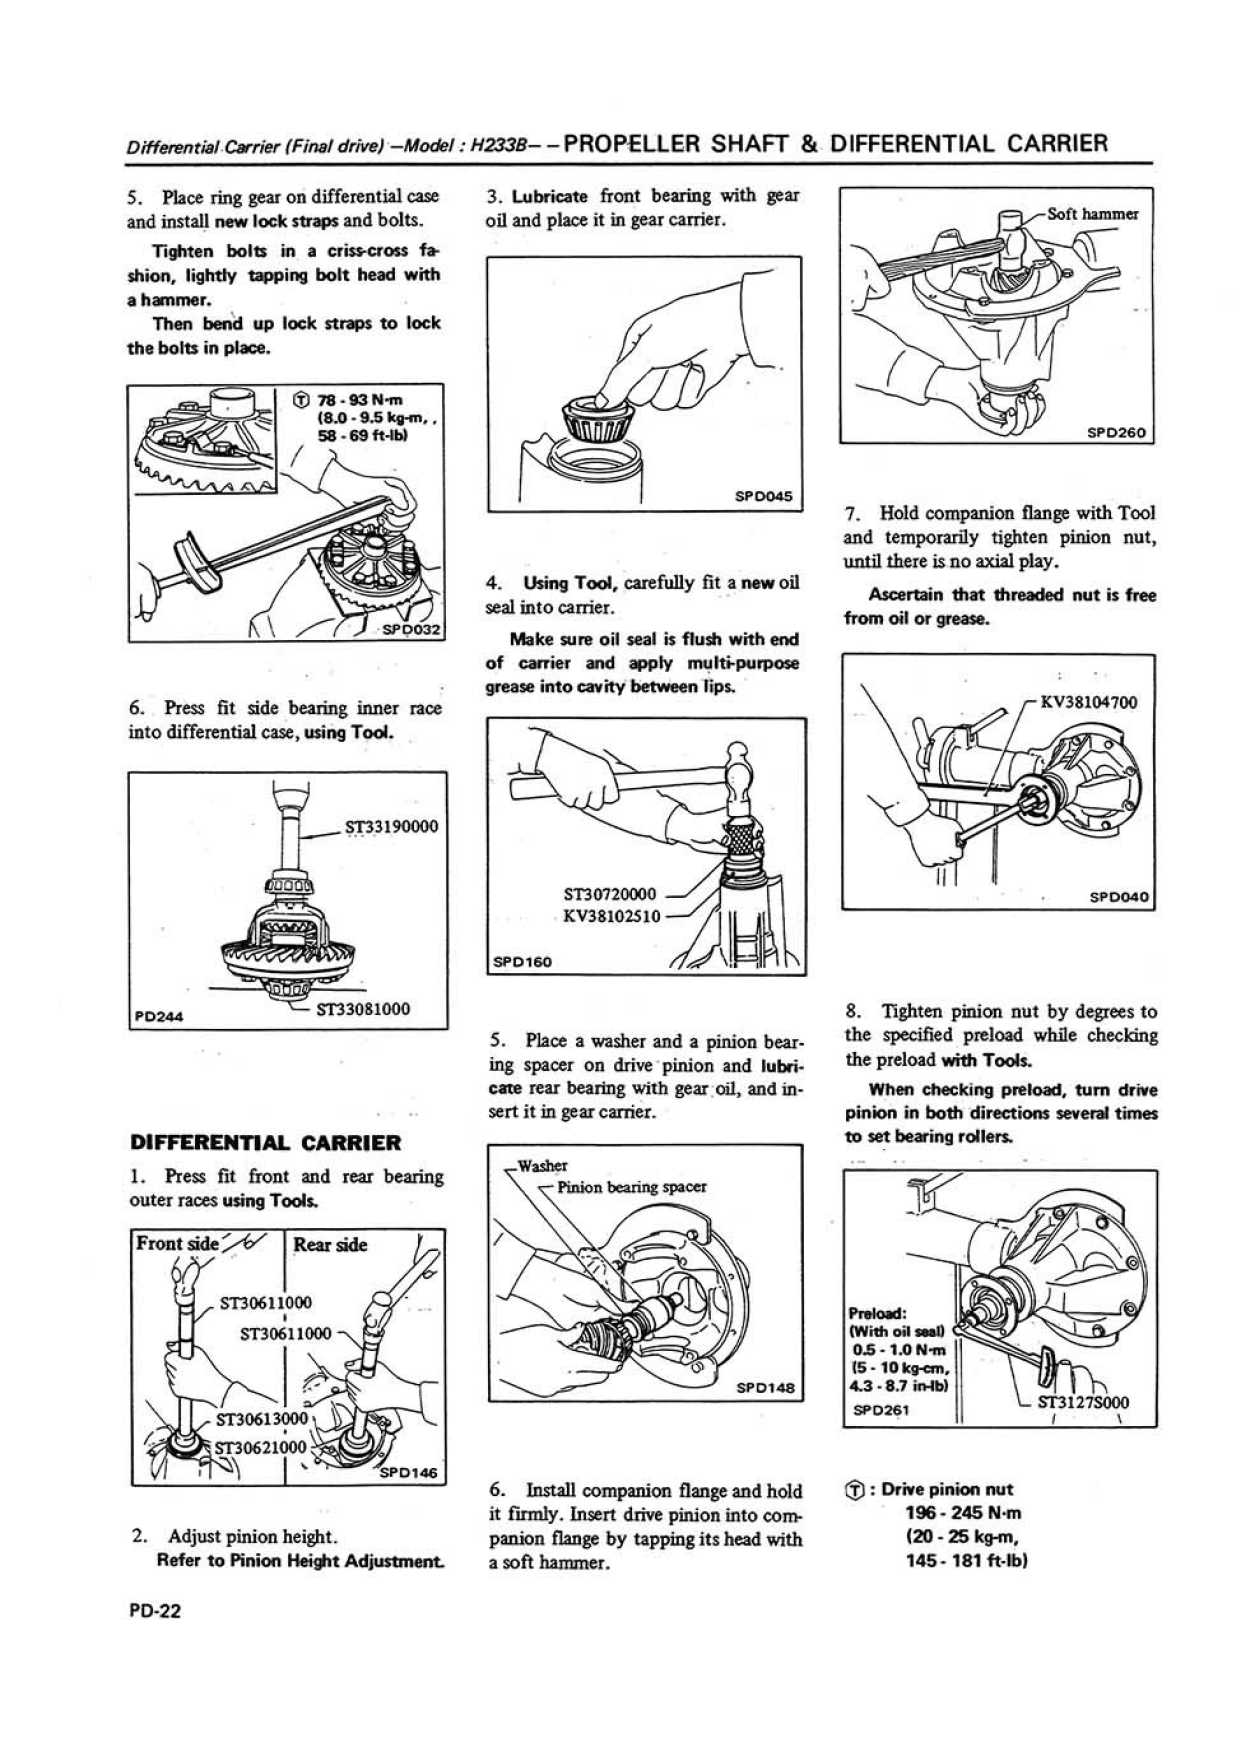 Differential Carrier (Final drive) –Model : H233B– – PROPELLER SHAFT & DIFFERENTIAL CARRIER
5. Place ring gear on differential case
and install new lock straps and bolts.
Tighten bolts in a criss-cross fa-
shion, lightly tapping bolt head with
a hammer.
Then bend up lock straps to lock
the bolts in place.
Ⓣ 78 - 93 N·m
(8.0 - 9.5 kg-m,
58 - 69 ft-lb)
SPD032
6. Press fit side bearing inner race
into differential case, using Tool.
ST33190000
ST33081000
PD244
DIFFERENTIAL CARRIER
1. Press fit front and rear bearing
outer races using Tools.
Front side
Rear side
ST30611000
ST30611000
ST30613000
ST30621000
SPD146
2. Adjust pinion height.
Refer to Pinion Height Adjustment.
3. Lubricate front bearing with gear
oil and place it in gear carrier.
SPD045
4. Using Tool, carefully fit a new oil
seal into carrier.
Make sure oil seal is flush with end
of carrier and apply multi-purpose
grease into cavity between lips.
ST30720000
KV38102510
SPD160
5. Place a washer and a pinion bear-
ing spacer on drive pinion and lubri-
cate rear bearing with gear oil, and in-
sert it in gear carrier.
Washer
Pinion bearing spacer
SPD148
6. Install companion flange and hold
it firmly. Insert drive pinion into com-
panion flange by tapping its head with
a soft hammer.
Soft hammer
SPD260
7. Hold companion flange with Tool
and temporarily tighten pinion nut,
until there is no axial play.
Ascertain that threaded nut is free
from oil or grease.
KV38104700
SPD040
8. Tighten pinion nut by degrees to
the specified preload while checking
the preload with Tools.
When checking preload, turn drive
pinion in both directions several times
to set bearing rollers.
Preload:
(With oil seal)
0.5 - 1.0 N·m
(5 - 10 kg-cm,
4.3 - 8.7 in-lb)
SPD261
ST3127S000
Ⓣ : Drive pinion nut
196 - 245 N·m
(20 - 25 kg-m,
145 - 181 ft-lb)
PD-22